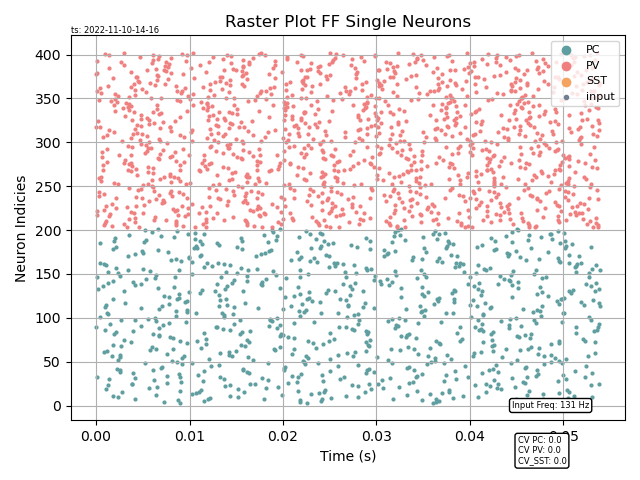 Raster Plot FF Single Neurons
ts: 2022-11-10-14-16
PC
PV
SST
input
400
350
300
250
200
150
100
50
0
Neuron Indicies
Input Freq: 131 Hz
0.00 0.01 0.02 0.03 0.04 0.05
Time (s)
CV PC: 0.0
CV PV: 0.0
CV_SST: 0.0